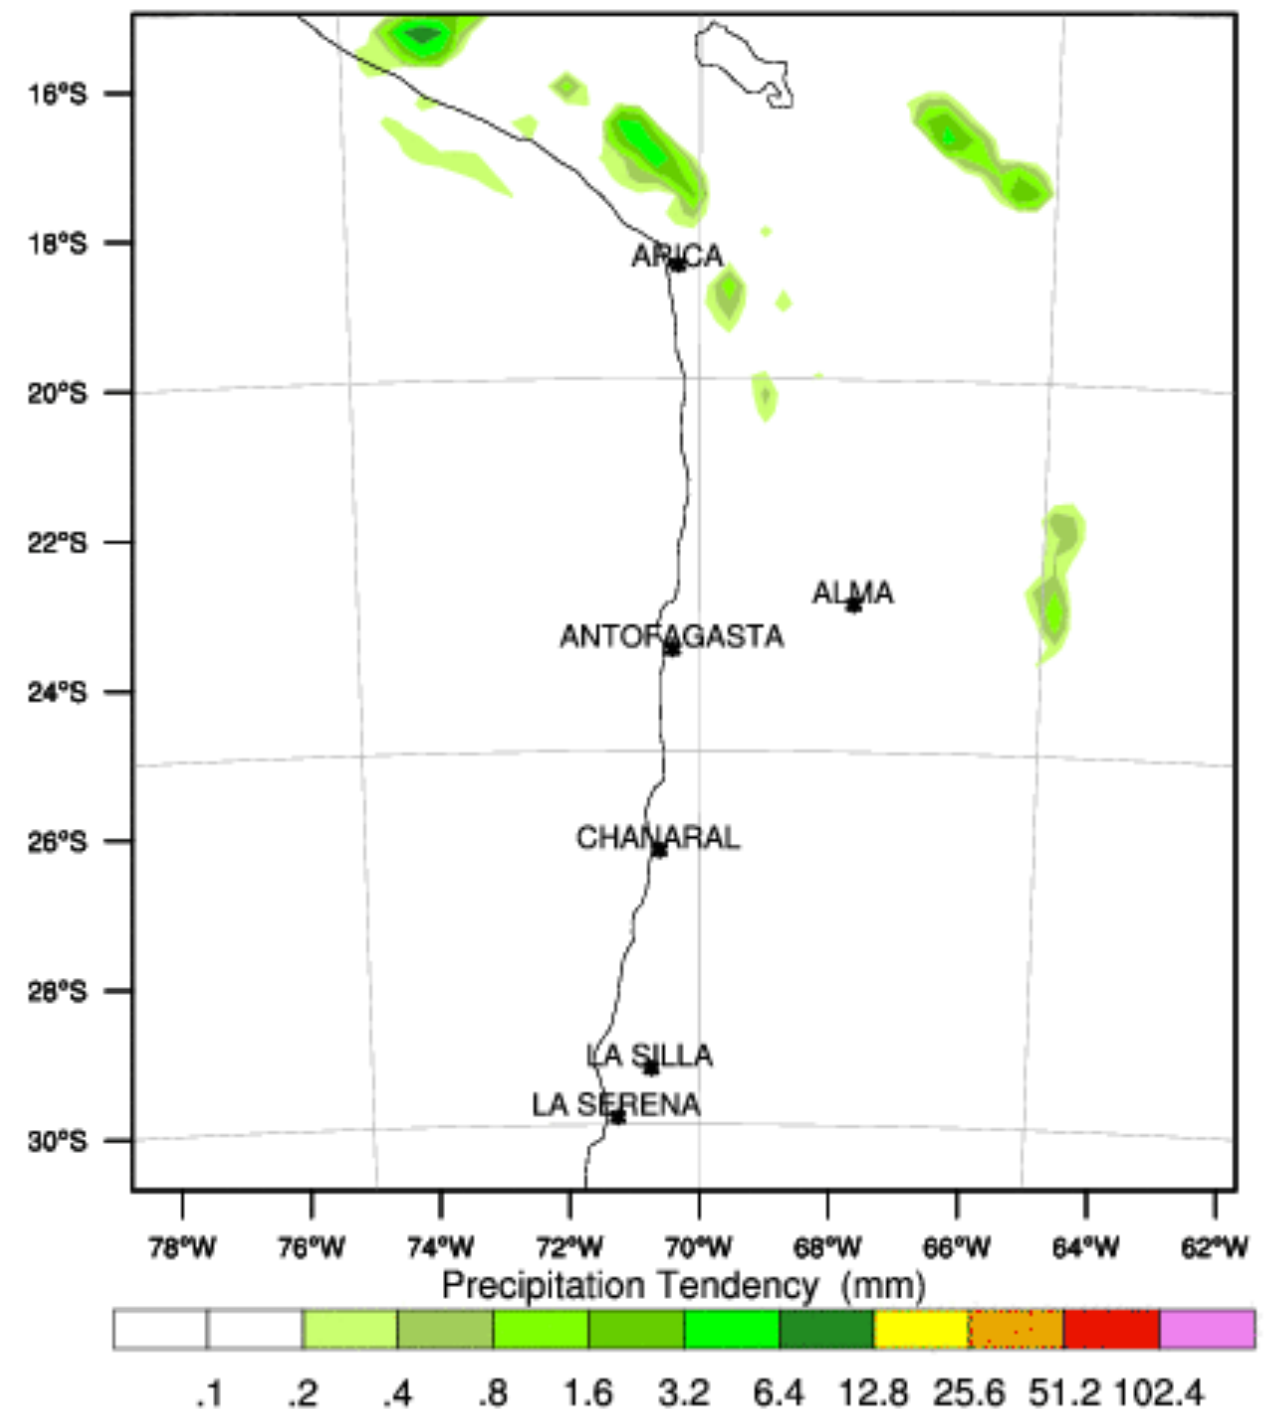 16°S
18°S
ARICA
20°S
22°S
ALMA
ANTOFAGASTA
24°S
CHANARAL
26°S
28°S
LA SILLA
LA SERENA
30°S
78°W 76°W 74°W 72°W 70°W 68°W 66°W 64°W 62°W
Precipitation Tendency (mm)
.1 .2 .4 .8 1.6 3.2 6.4 12.8 25.6 51.2 102.4